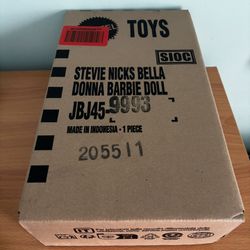 TOYS
SIOC
STEVIE NICKS BELLA
DONNA BARBIE DOLL
JBJ45-9993
MADE IN INDONESIA - 1 PIECE
205511